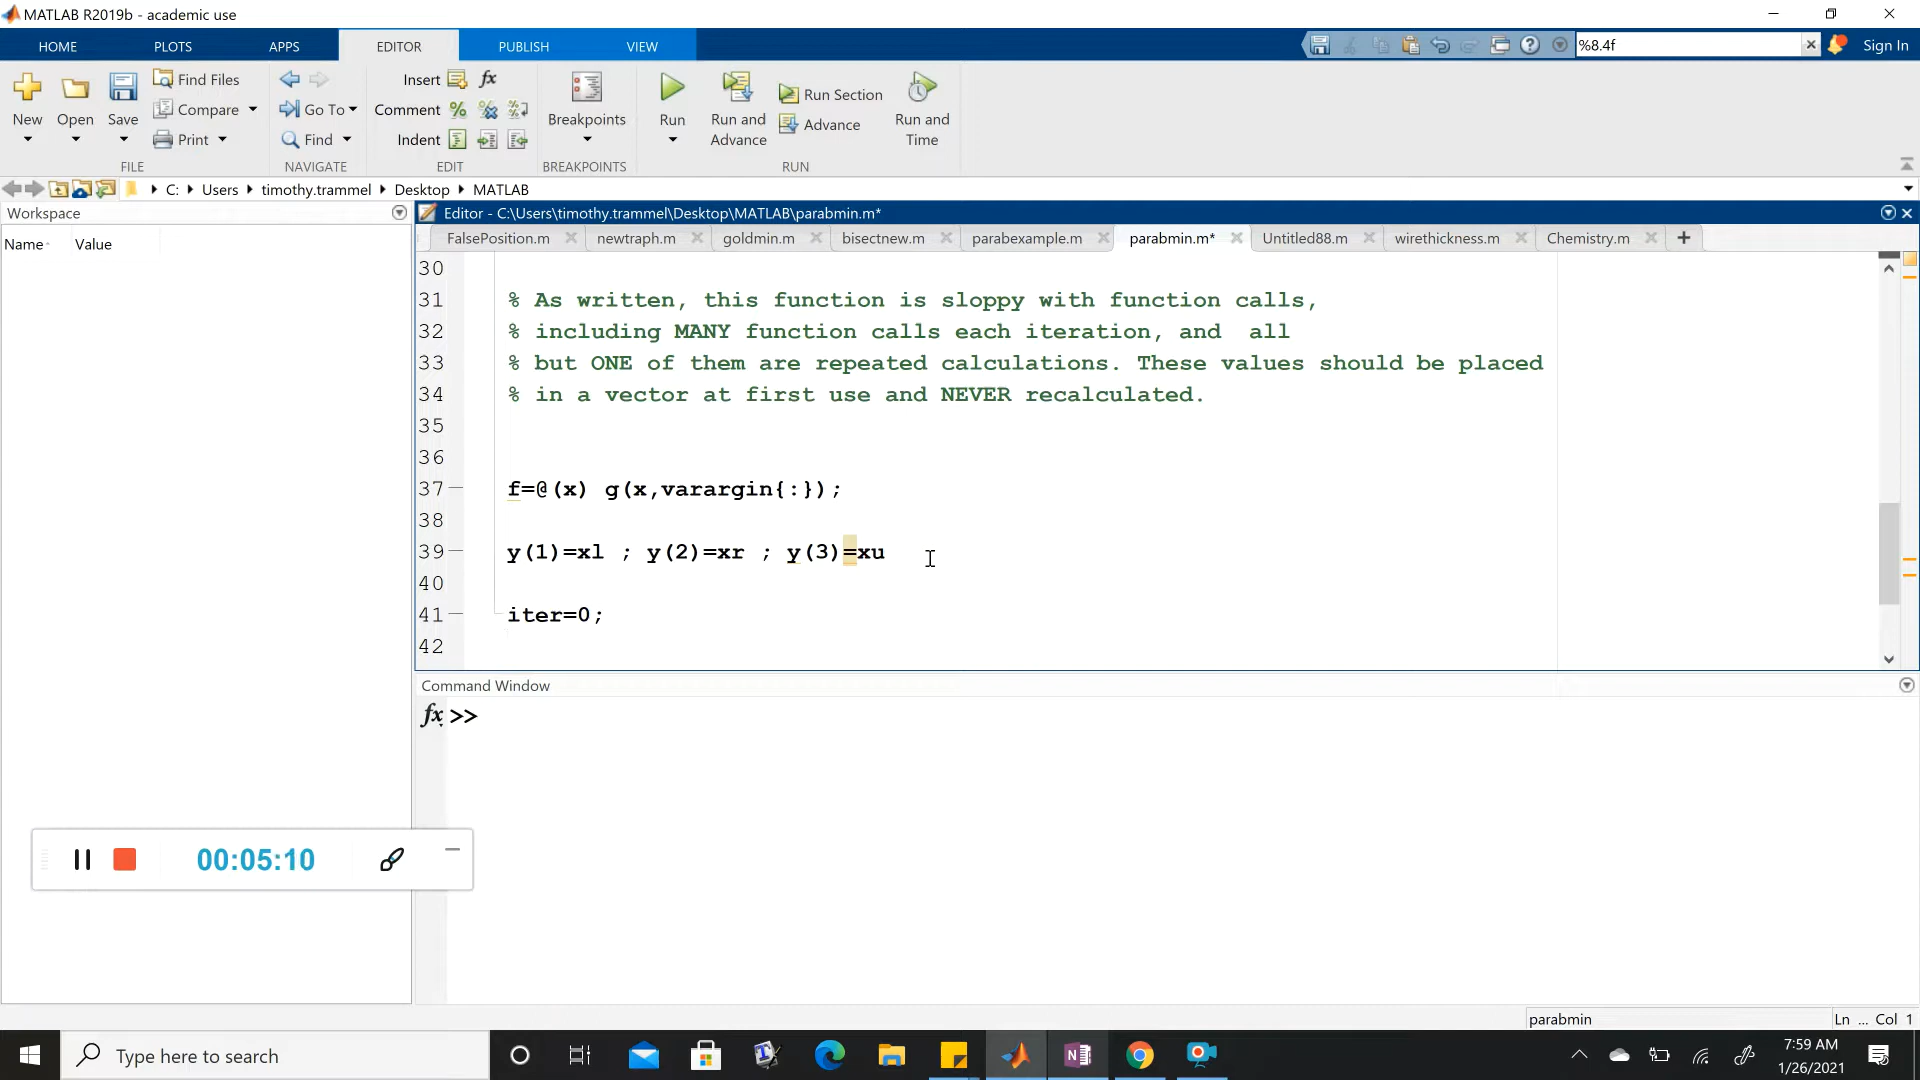 MATLAB R2019b - academic use
HOME PLOTS APPS EDITOR PUBLISH VIEW %8.4f Sign In
New Open Save Find Files Compare Print FILE
Go To Find NAVIGATE
Insert fx Comment Indent EDIT
Breakpoints BREAKPOINTS
Run Run and Advance Run Section Advance Run and Time RUN
C: Users timothy.trammel Desktop MATLAB
Workspace
Name Value
Editor - C:\Users\timothy.trammel\Desktop\MATLAB\parabmin.m*
FalsePosition.m newtraph.m goldmin.m bisectnew.m parabexample.m parabmin.m* Untitled88.m wirethickness.m Chemistry.m +
30
31 % As written, this function is sloppy with function calls,
32 % including MANY function calls each iteration, and all
33 % but ONE of them are repeated calculations. These values should be placed
34 % in a vector at first use and NEVER recalculated.
35
36
37 f=@(x) g(x,varargin{:});
38
39 y(1)=xl ; y(2)=xr ; y(3)=xu
40
41 iter=0;
42
Command Window
fx >>
00:05:10
parabmin Ln ... Col 1
Type here to search
7:59 AM
1/26/2021